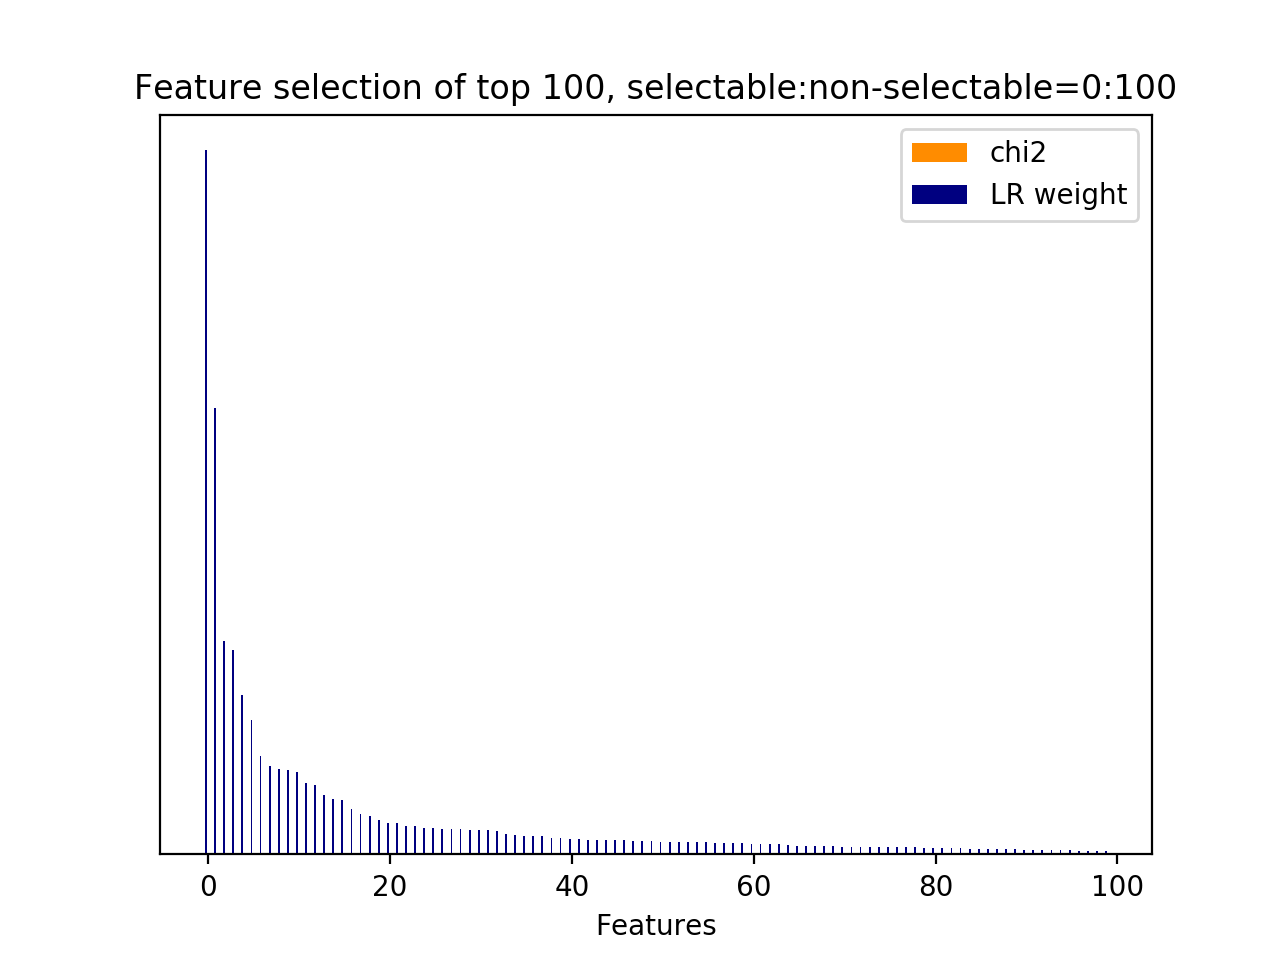 Feature selection of top 100, selectable:non-selectable=0:100
chi2
LR weight
0 20 40 60 80 100
Features